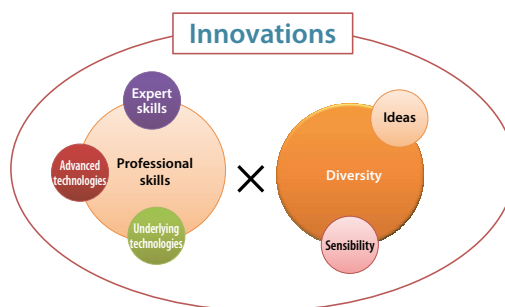 Innovations
Expert
skills
Advanced
technologies
Professional
skills
Underlying
technologies
×
Ideas
Diversity
Sensibility